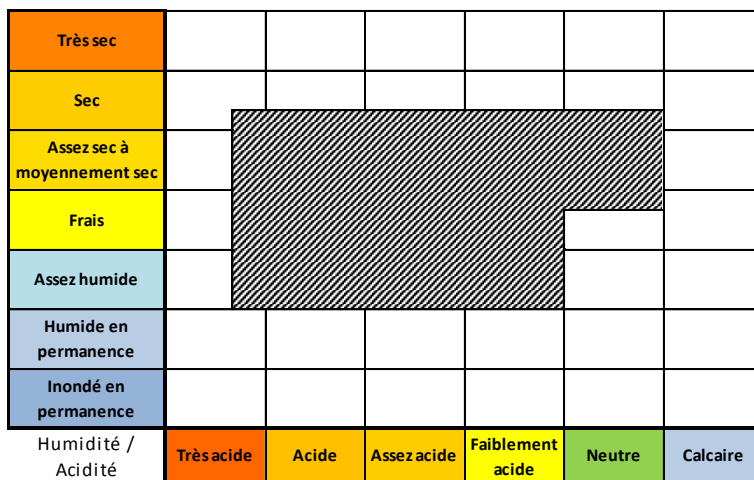 Très sec
Sec
Assez sec à
moyennement sec
Frais
Assez humide
Humide en
permanence
Inondé en
permanence
Humidité /
Acidité
Très acide
Acide
Assez acide
Faiblement
acide
Neutre
Calcaire